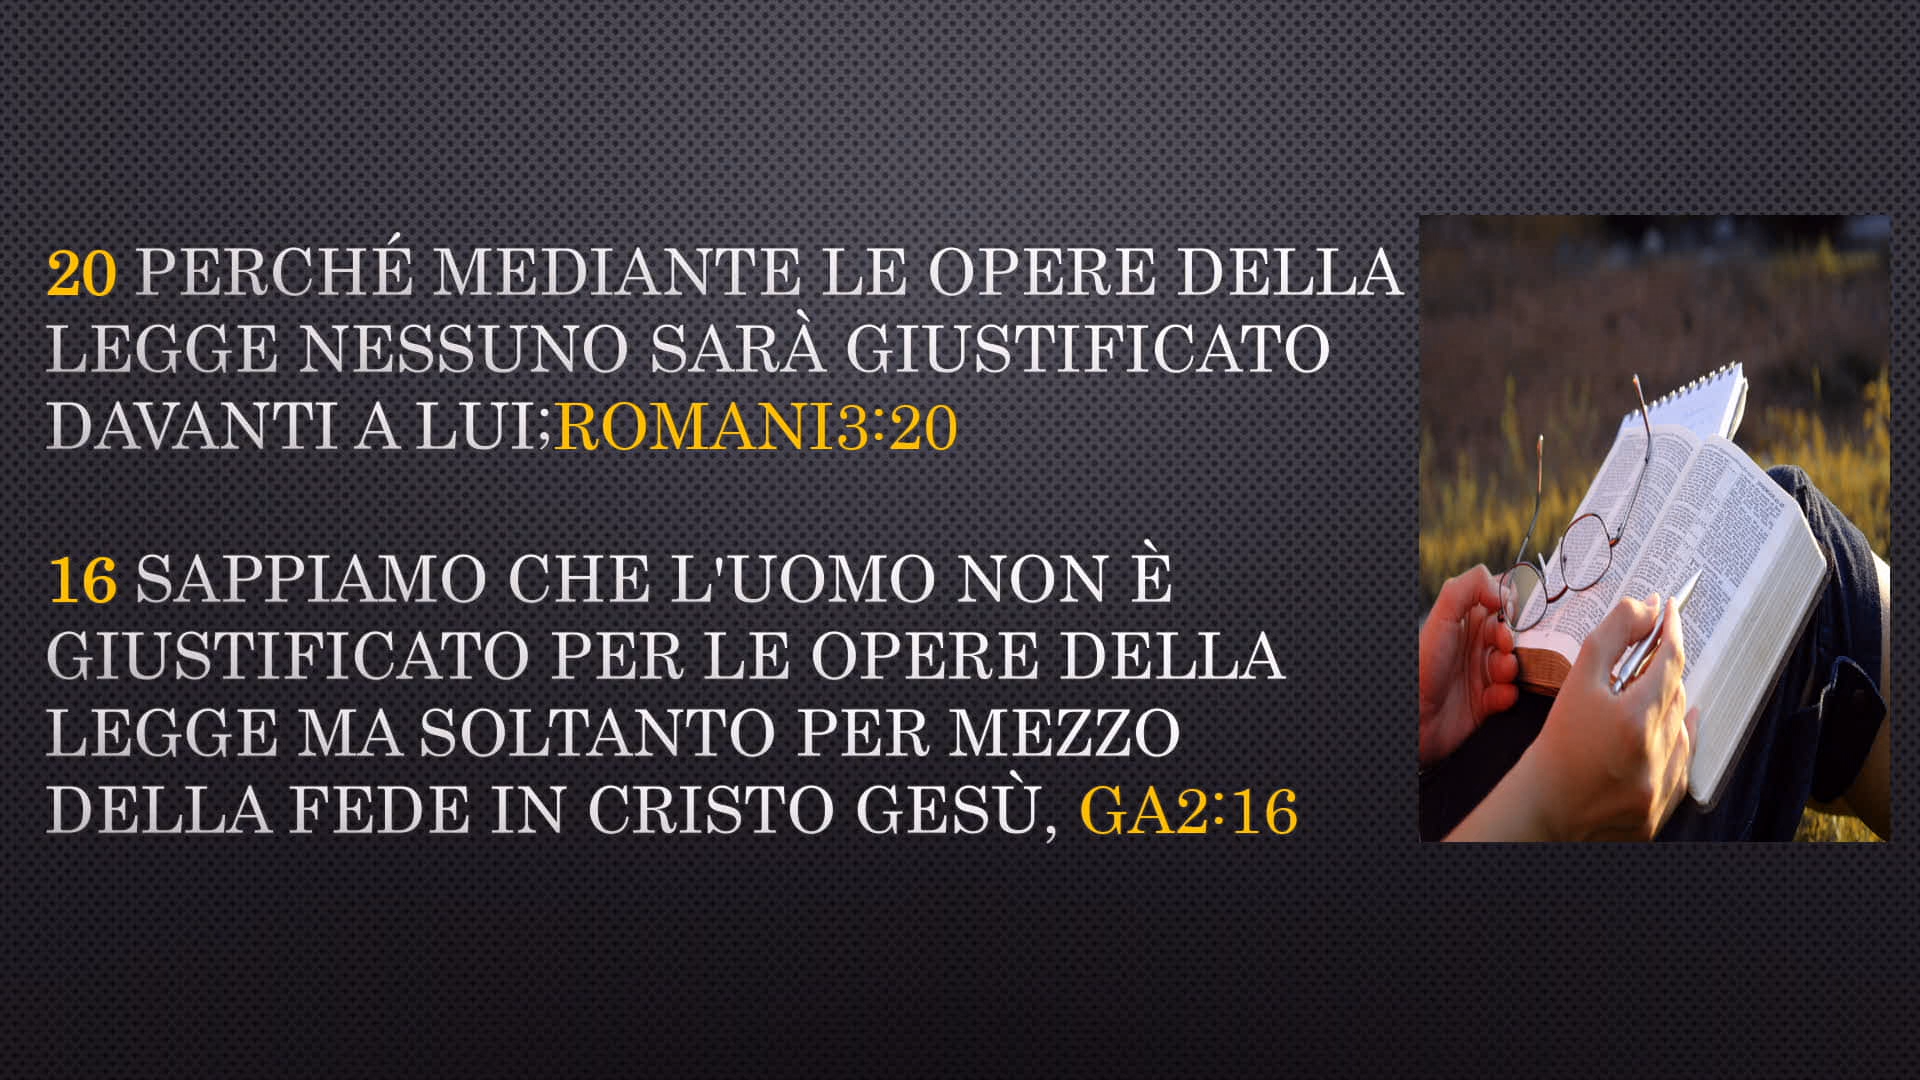 20 PERCHÉ MEDIANTE LE OPERE DELLA
LEGGE NESSUNO SARÀ GIUSTIFICATO
DAVANTI A LUI;ROMANI3:20
16 SAPPIAMO CHE L'UOMO NON È
GIUSTIFICATO PER LE OPERE DELLA
LEGGE MA SOLTANTO PER MEZZO
DELLA FEDE IN CRISTO GESÙ, GA2:16